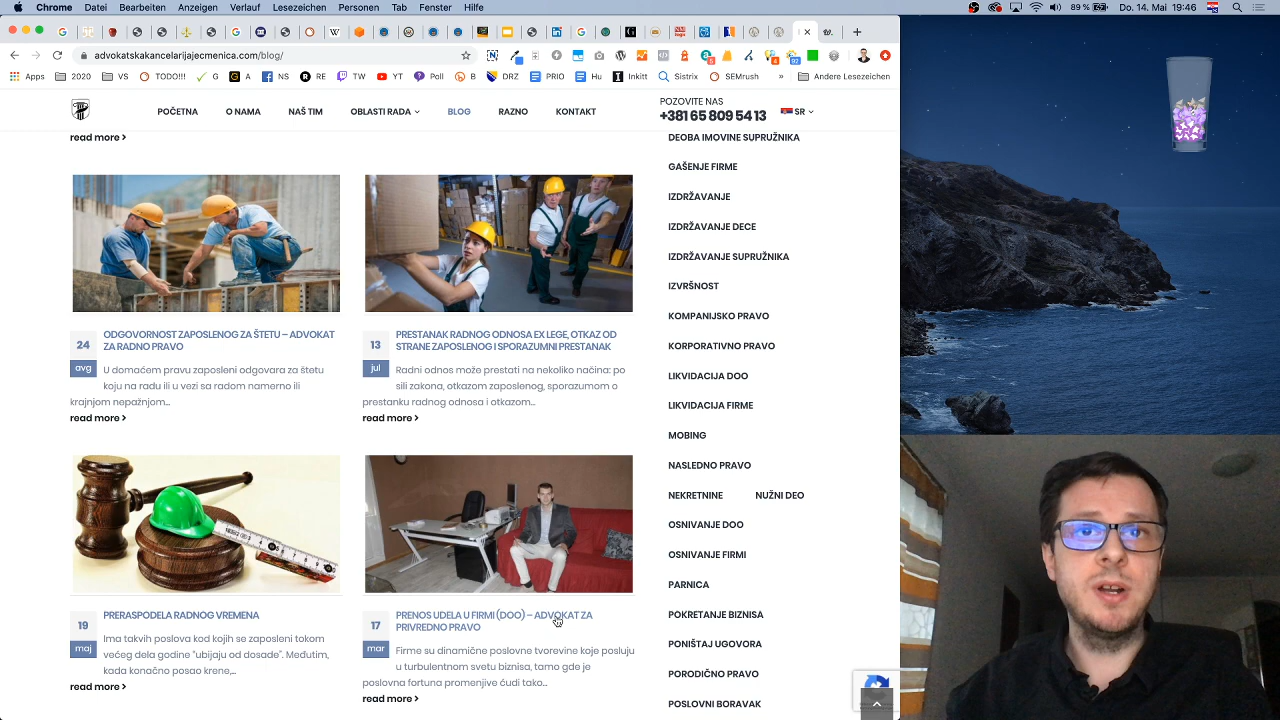 Chrome Datei Bearbeiten Anzeigen Verlauf Lesezeichen Personen Tab Fenster Hilfe
89 % Do. 14. Mai 19:46
advokatskakancelarijajecmenica.com/blog/
Apps 2020 VS TODO!!! G A NS RE TW YT Poll B DRZ PRIO Hu Inkitt Sistrix SEMrush » Andere Lesezeichen
POČETNA O NAMA NAŠ TIM OBLASTI RADA BLOG RAZNO KONTAKT
POZOVITE NAS
+381 65 809 54 13
SR
read more
24
avg
ODGOVORNOST ZAPOSLENOG ZA ŠTETU – ADVOKAT
ZA RADNO PRAVO
U domaćem pravu zaposleni odgovara za štetu
koju na radu ili u vezi sa radom namerno ili
krajnjom nepažnjom...
read more
13
jul
PRESTANAK RADNOG ODNOSA EX LEGE, OTKAZ OD
STRANE ZAPOSLENOG I SPORAZUMNI PRESTANAK
Radni odnos može prestati na nekoliko načina: po
sili zakona, otkazom zaposlenog, sporazumom o
prestanku radnog odnosa i otkazom...
read more
19
maj
PRERASPODELA RADNOG VREMENA
Ima takvih poslova kod kojih se zaposleni tokom
većeg dela godine “ubijaju od dosade”. Međutim,
kada konačno posao krene,...
read more
17
mar
PRENOS UDELA U FIRMI (DOO) – ADVOKAT ZA
PRIVREDNO PRAVO
Firme su dinamične poslovne tvorevine koje posluju
u turbulentnom svetu biznisa, tamo gde je
poslovna fortuna promenjive ćudi tako...
read more
DEOBA IMOVINE SUPRUŽNIKA
GAŠENJE FIRME
IZDRŽAVANJE
IZDRŽAVANJE DECE
IZDRŽAVANJE SUPRUŽNIKA
IZVRŠNOST
KOMPANIJSKO PRAVO
KORPORATIVNO PRAVO
LIKVIDACIJA DOO
LIKVIDACIJA FIRME
MOBING
NASLEDNO PRAVO
NEKRETNINE NUŽNI DEO
OSNIVANJE DOO
OSNIVANJE FIRMI
PARNICA
POKRETANJE BIZNISA
PONIŠTAJ UGOVORA
PORODIČNO PRAVO
POSLOVNI BORAVAK